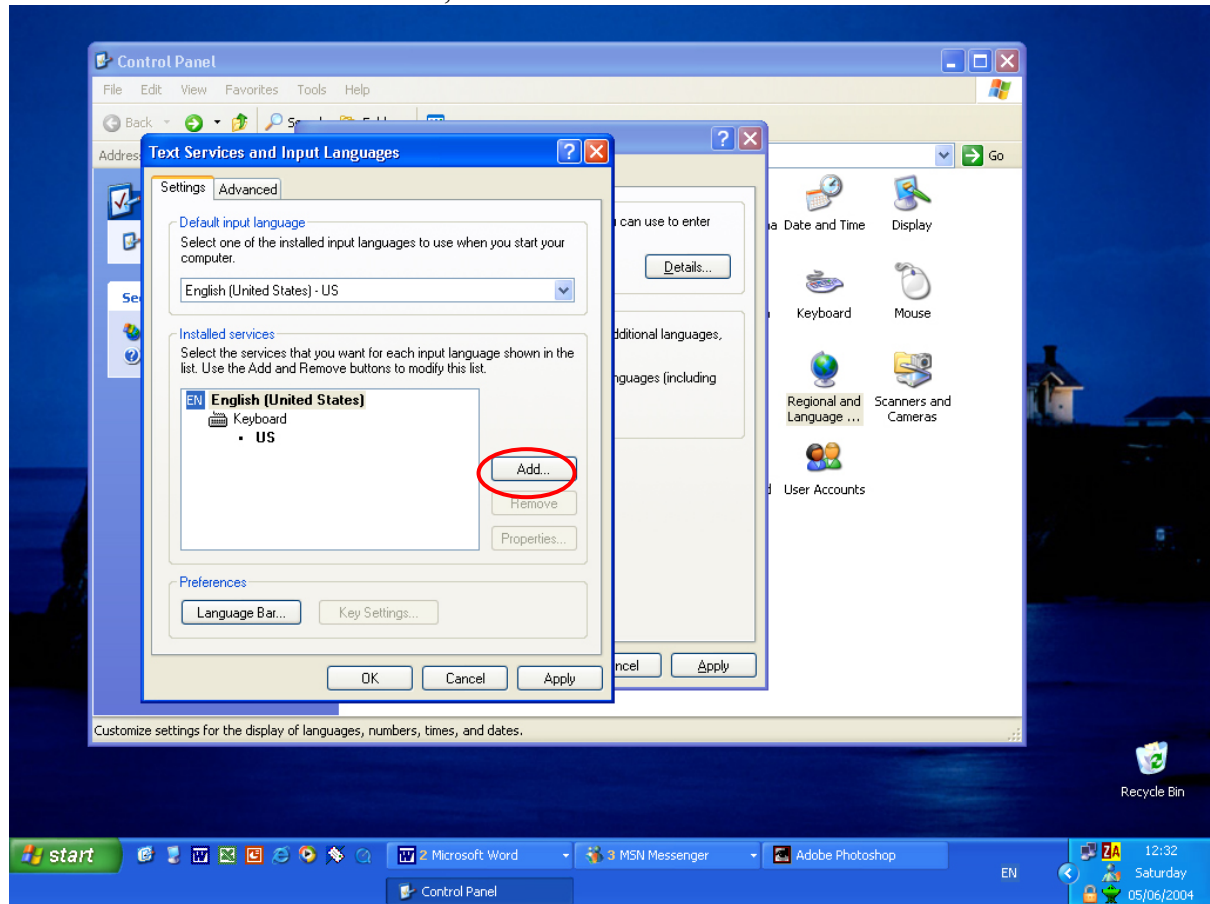 Control Panel
File Edit View Favorites Tools Help
Back
Address
Go
Text Services and Input Languages
Settings Advanced
Default input language
Select one of the installed input languages to use when you start your
computer.
English (United States) - US
Installed services
Select the services that you want for each input language shown in the
list. Use the Add and Remove buttons to modify this list.
EN English (United States)
Keyboard
• US
Add...
Remove
Properties...
Preferences
Language Bar... Key Settings...
OK Cancel Apply
can use to enter
Details...
dditional languages,
nguages (including
ncel Apply
Date and Time Display
Keyboard Mouse
Regional and Scanners and
Language ... Cameras
User Accounts
Customize settings for the display of languages, numbers, times, and dates.
Recycle Bin
start
2 Microsoft Word 3 MSN Messenger Adobe Photoshop
Control Panel
EN
ZA 12:32
Saturday
05/06/2004